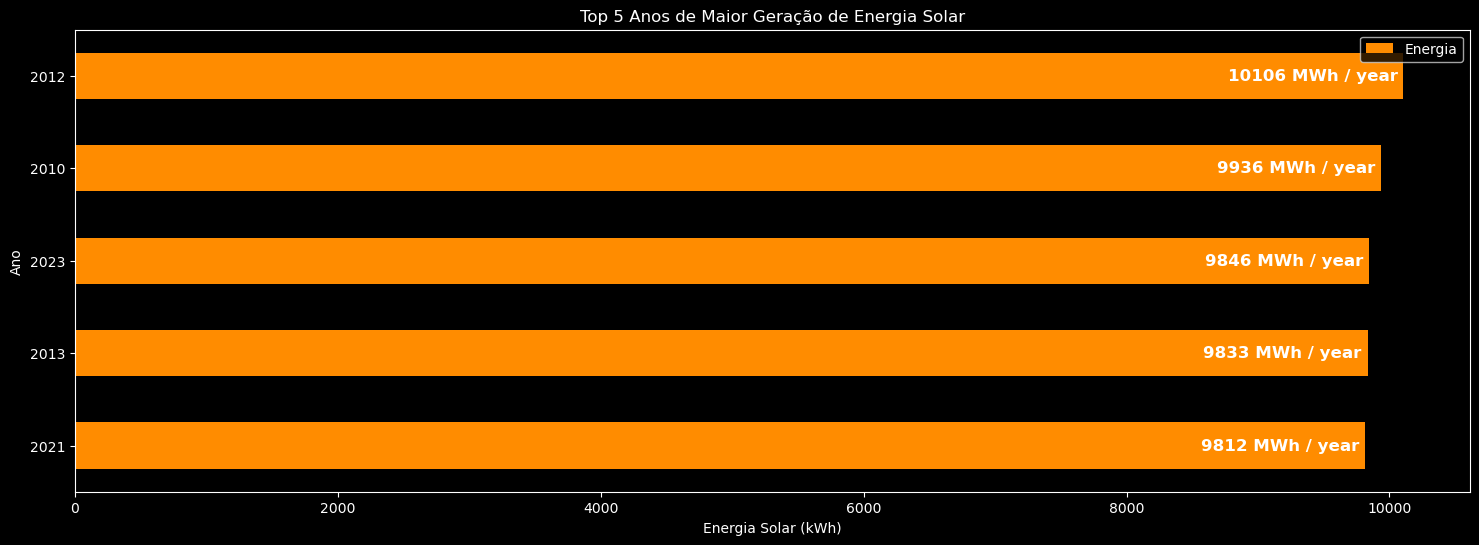 Top 5 Anos de Maior Geração de Energia Solar
Energia
2012
10106 MWh / year
2010
9936 MWh / year
2023
9846 MWh / year
2013
9833 MWh / year
2021
9812 MWh / year
Ano
0 2000 4000 6000 8000 10000
Energia Solar (kWh)